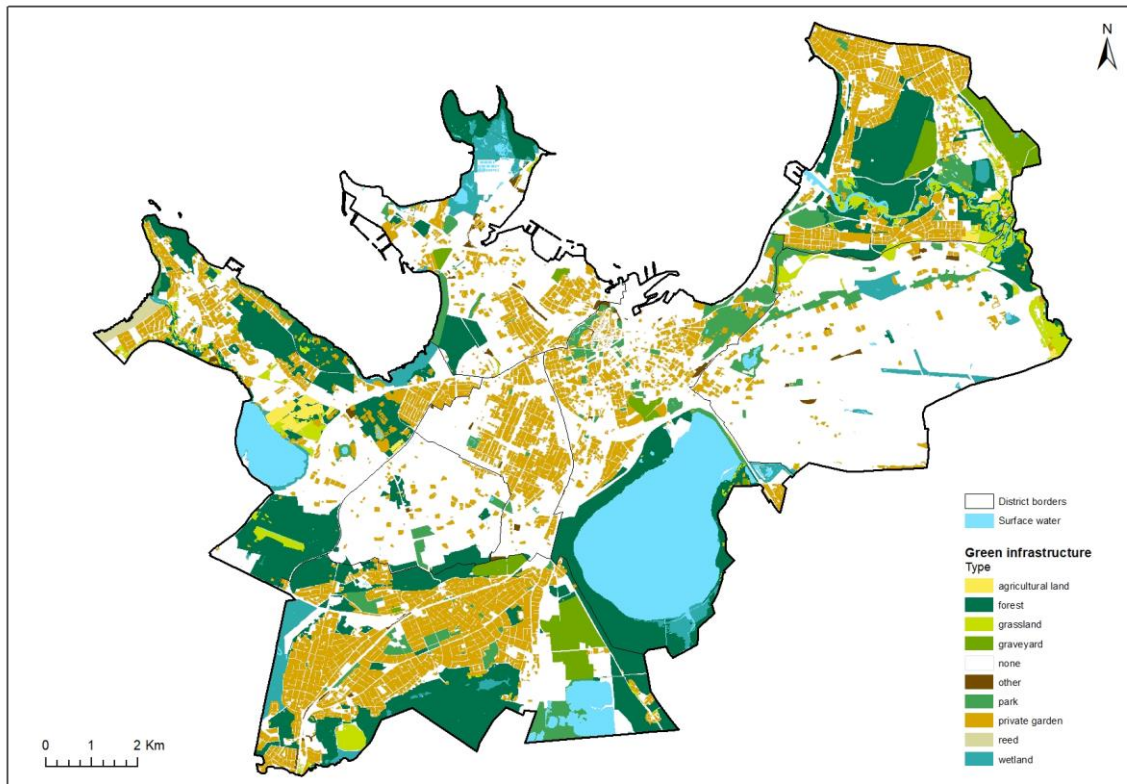 N
District borders
Surface water
Green infrastructure
Type
agricultural land
forest
grassland
graveyard
none
other
park
private garden
reed
wetland
0 1 2 Km